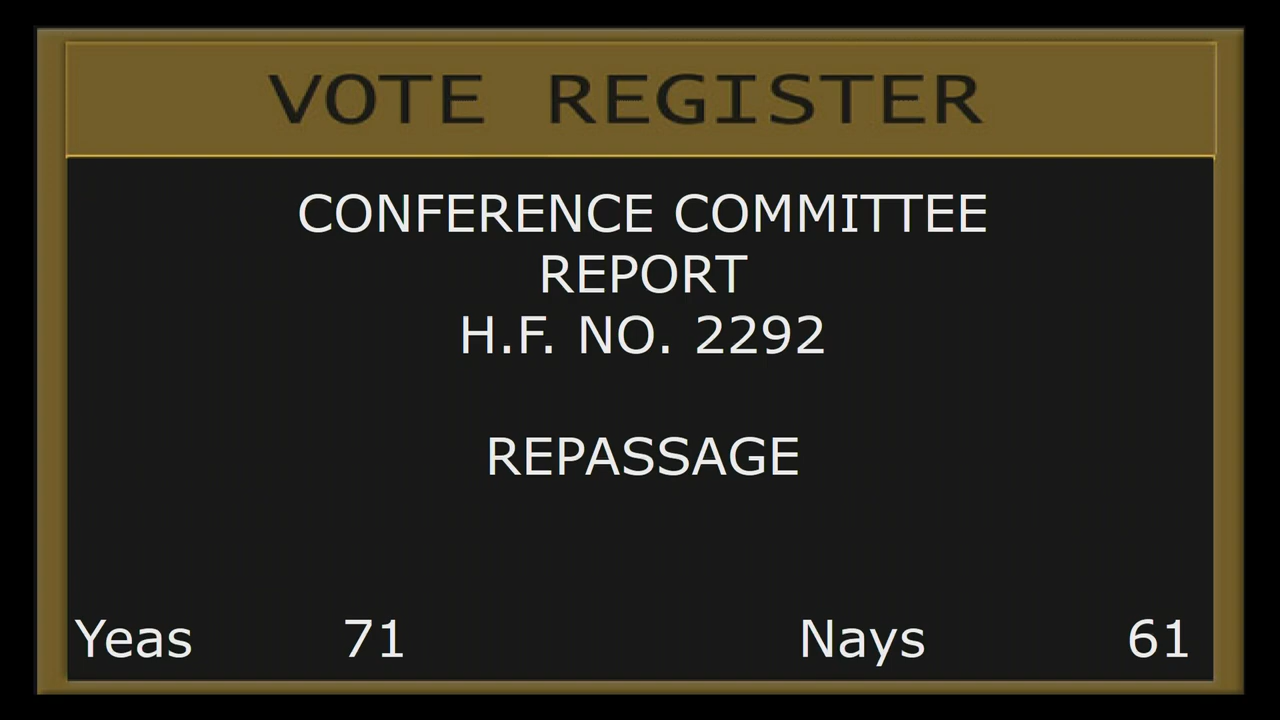 VOTE REGISTER
CONFERENCE COMMITTEE
REPORT
H.F. NO. 2292
REPASSAGE
Yeas 71 Nays 61